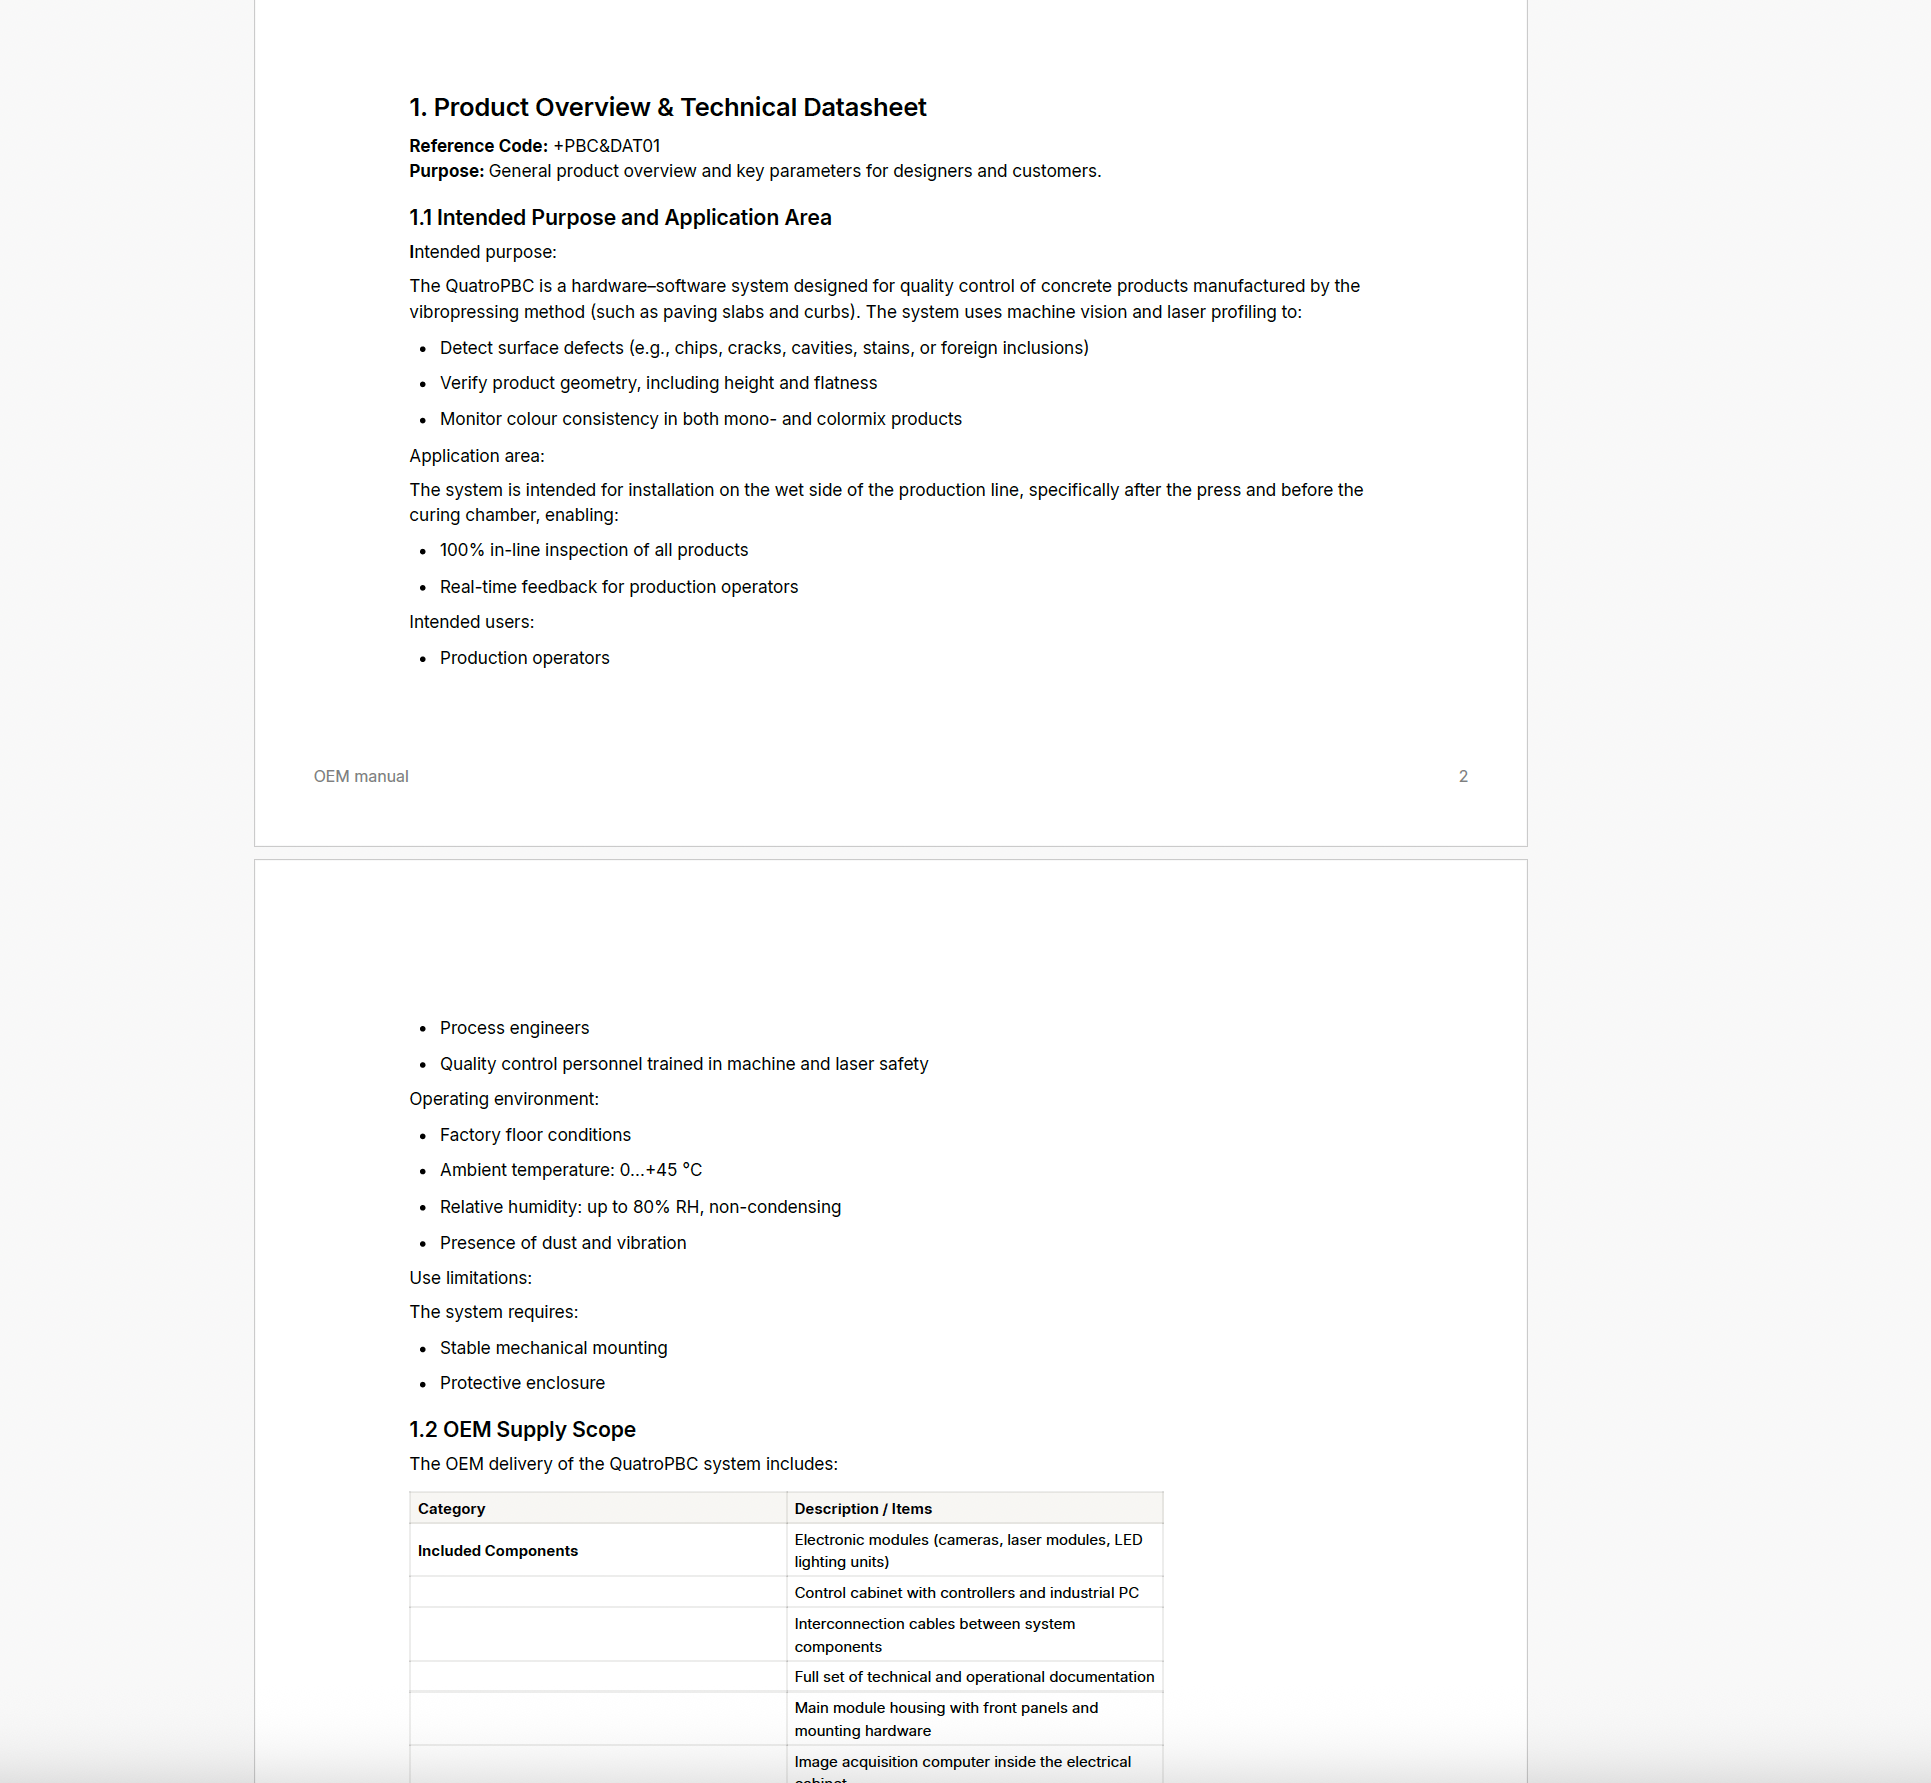 1. Product Overview & Technical Datasheet
Reference Code: +PBC&DAT01
Purpose: General product overview and key parameters for designers and customers.
1.1 Intended Purpose and Application Area
Intended purpose:
The QuatroPBC is a hardware–software system designed for quality control of concrete products manufactured by the
vibropressing method (such as paving slabs and curbs). The system uses machine vision and laser profiling to:
• Detect surface defects (e.g., chips, cracks, cavities, stains, or foreign inclusions)
• Verify product geometry, including height and flatness
• Monitor colour consistency in both mono- and colormix products
Application area:
The system is intended for installation on the wet side of the production line, specifically after the press and before the
curing chamber, enabling:
• 100% in-line inspection of all products
• Real-time feedback for production operators
Intended users:
• Production operators
OEM manual 2
• Process engineers
• Quality control personnel trained in machine and laser safety
Operating environment:
• Factory floor conditions
• Ambient temperature: 0…+45 °C
• Relative humidity: up to 80% RH, non-condensing
• Presence of dust and vibration
Use limitations:
The system requires:
• Stable mechanical mounting
• Protective enclosure
1.2 OEM Supply Scope
The OEM delivery of the QuatroPBC system includes:
Category Description / Items
Included Components Electronic modules (cameras, laser modules, LED
lighting units)
Control cabinet with controllers and industrial PC
Interconnection cables between system
components
Full set of technical and operational documentation
Main module housing with front panels and
mounting hardware
Image acquisition computer inside the electrical
cabinet